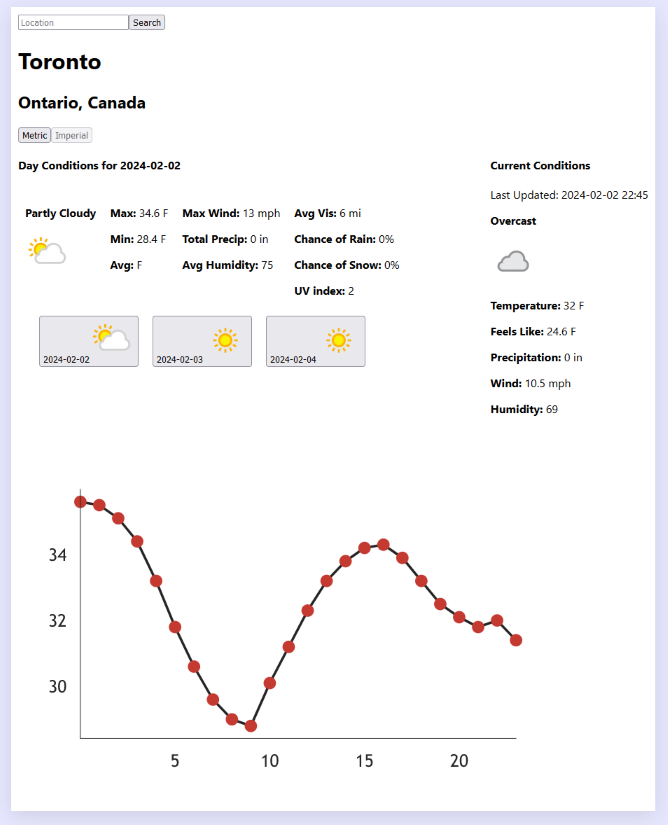 Location Search
Toronto
Ontario, Canada
Metric Imperial
Day Conditions for 2024-02-02
Partly Cloudy
Max: 34.6 F
Min: 28.4 F
Avg: F
Max Wind: 13 mph
Total Precip: 0 in
Avg Humidity: 75
Avg Vis: 6 mi
Chance of Rain: 0%
Chance of Snow: 0%
UV index: 2
2024-02-02
2024-02-03
2024-02-04
Current Conditions
Last Updated: 2024-02-02 22:45
Overcast
Temperature: 32 F
Feels Like: 24.6 F
Precipitation: 0 in
Wind: 10.5 mph
Humidity: 69
34
32
30
5 10 15 20